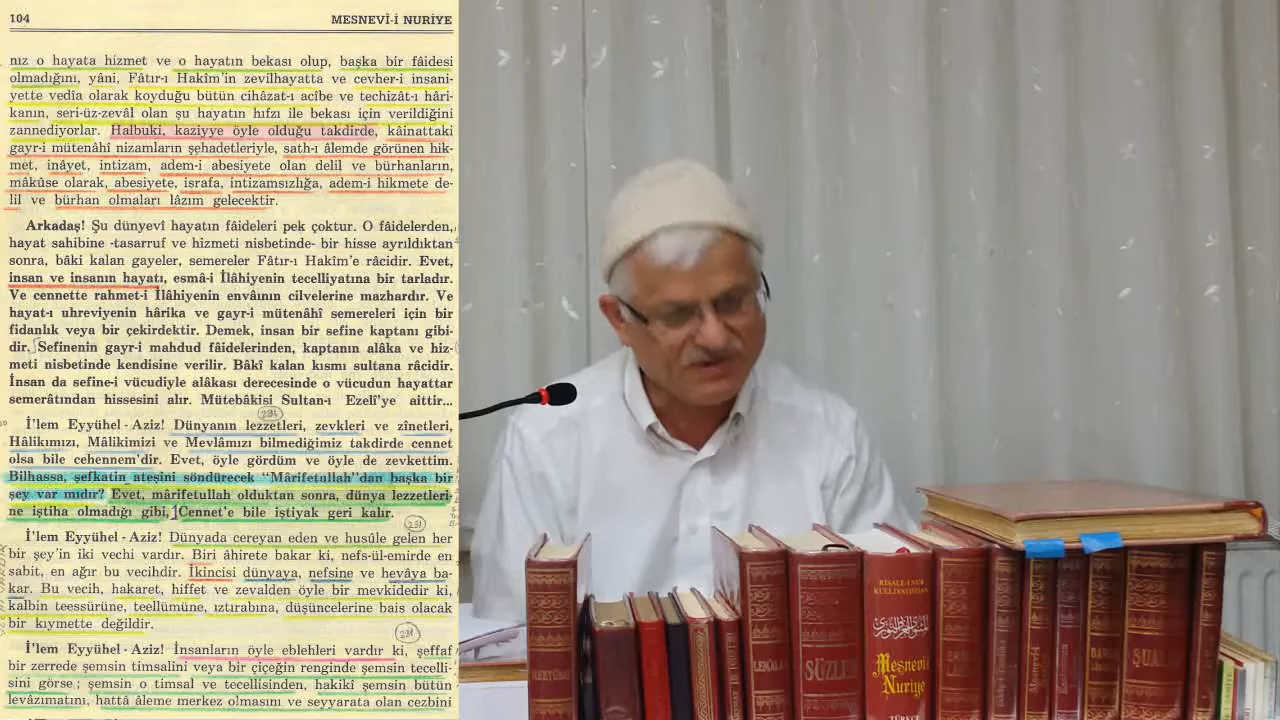 104
MESNEVÎ-İ NURİYE
nız o hayata hizmet ve o hayatın bekası olup, başka bir fâidesi
olmadığını, yâni, Fâtır-ı Hakîm'in zevilhayatta ve cevher-i insani-
yette vedîa olarak koyduğu bütün cihâzat-ı acîbe ve techizât-ı hâri-
kanın, seri-üz-zevâl olan şu hayatın hıfzı ile bekası için verildiğini
zannediyorlar. Halbuki, kaziyye öyle olduğu takdirde, kâinattaki
gayr-i mütenâhî nizamların şehadetleriyle, sath-ı âlemde görünen hik-
met, inâyet, intizam, adem-i abesiyete olan delil ve bürhanların,
mâkûse olarak, abesiyete, israfa, intizamsızlığa, adem-i hikmete de-
lil ve bürhan olmaları lâzım gelecektir.
Arkadaş! Şu dünyevî hayatın fâideleri pek çoktur. O fâidelerden,
hayat sahibine -tasarruf ve hizmeti nisbetinde- bir hisse ayrıldıktan
sonra, bâki kalan gayeler, semereler Fâtır-ı Hakîm'e râcidir. Evet,
insan ve insanın hayatı, esmâ-i İlâhiyenin tecelliyatına bir tarladır.
Ve cennette rahmet-i İlâhiyenin envâının cilvelerine mazhardır. Ve
hayat-ı uhreviyenin hârika ve gayr-i mütenâhî semereleri için bir
fidanlık veya bir çekirdektir. Demek, insan bir sefine kaptanı gibi-
dir. Sefinenin gayr-i mahdud fâidelerinden, kaptanın alâka ve hiz-
meti nisbetinde kendisine verilir. Bâkî kalan kısmı sultana râcidir.
İnsan da sefine-i vücudiyle alâkası derecesinde o vücudun hayattar
semerâtından hissesini alır. Mütebâkisi Sultan-ı Ezelî'ye aittir...
231
İ'lem Eyyühel - Aziz! Dünyanın lezzetleri, zevkleri ve zînetleri,
Hâlikımızı, Mâlikimizi ve Mevlâmızı bilmediğimiz takdirde cennet
olsa bile cehennem'dir. Evet, öyle gördüm ve öyle de zevkettim.
Bilhassa, şefkatin ateşini söndürecek "Mârifetullah"dan başka bir
şey var mıdır? Evet, mârifetullah olduktan sonra, dünya lezzetleri-
ne iştiha olmadığı gibi, Cennet'e bile iştiyak geri kalır.
231
İ'lem Eyyühel - Aziz! Dünyada cereyan eden ve husûle gelen her
bir şey'in iki vechi vardır. Biri âhirete bakar ki, nefs-ül-emirde en
sabit, en ağır bu vecihdir. İkincisi dünyaya, nefsine ve hevâya ba-
kar. Bu vecih hakaret, hiffet ve zevalden öyle bir mevkîdedir ki,
kalbin teessürüne, teellümüne, ıztırabına, düşüncelerine bais olacak
bir kıymette değildir.
231
İ'lem Eyyühel - Aziz! İnsanların öyle eblehleri vardır ki, şeffaf
bir zerrede şemsin timsalini veya bir çiçeğin renginde şemsin tecelli-
sini görse; şemsin o timsal ve tecellisinden, hakikî şemsin bütün
levâzımatını, hattâ âleme merkez olmasını ve seyyarata olan cezbini
LEM'ALAR
SÖZLER
RİSALE-İ NUR
KÜLLİYATINDAN
Mesnevî-i
Nuriye
TÜRKÇE